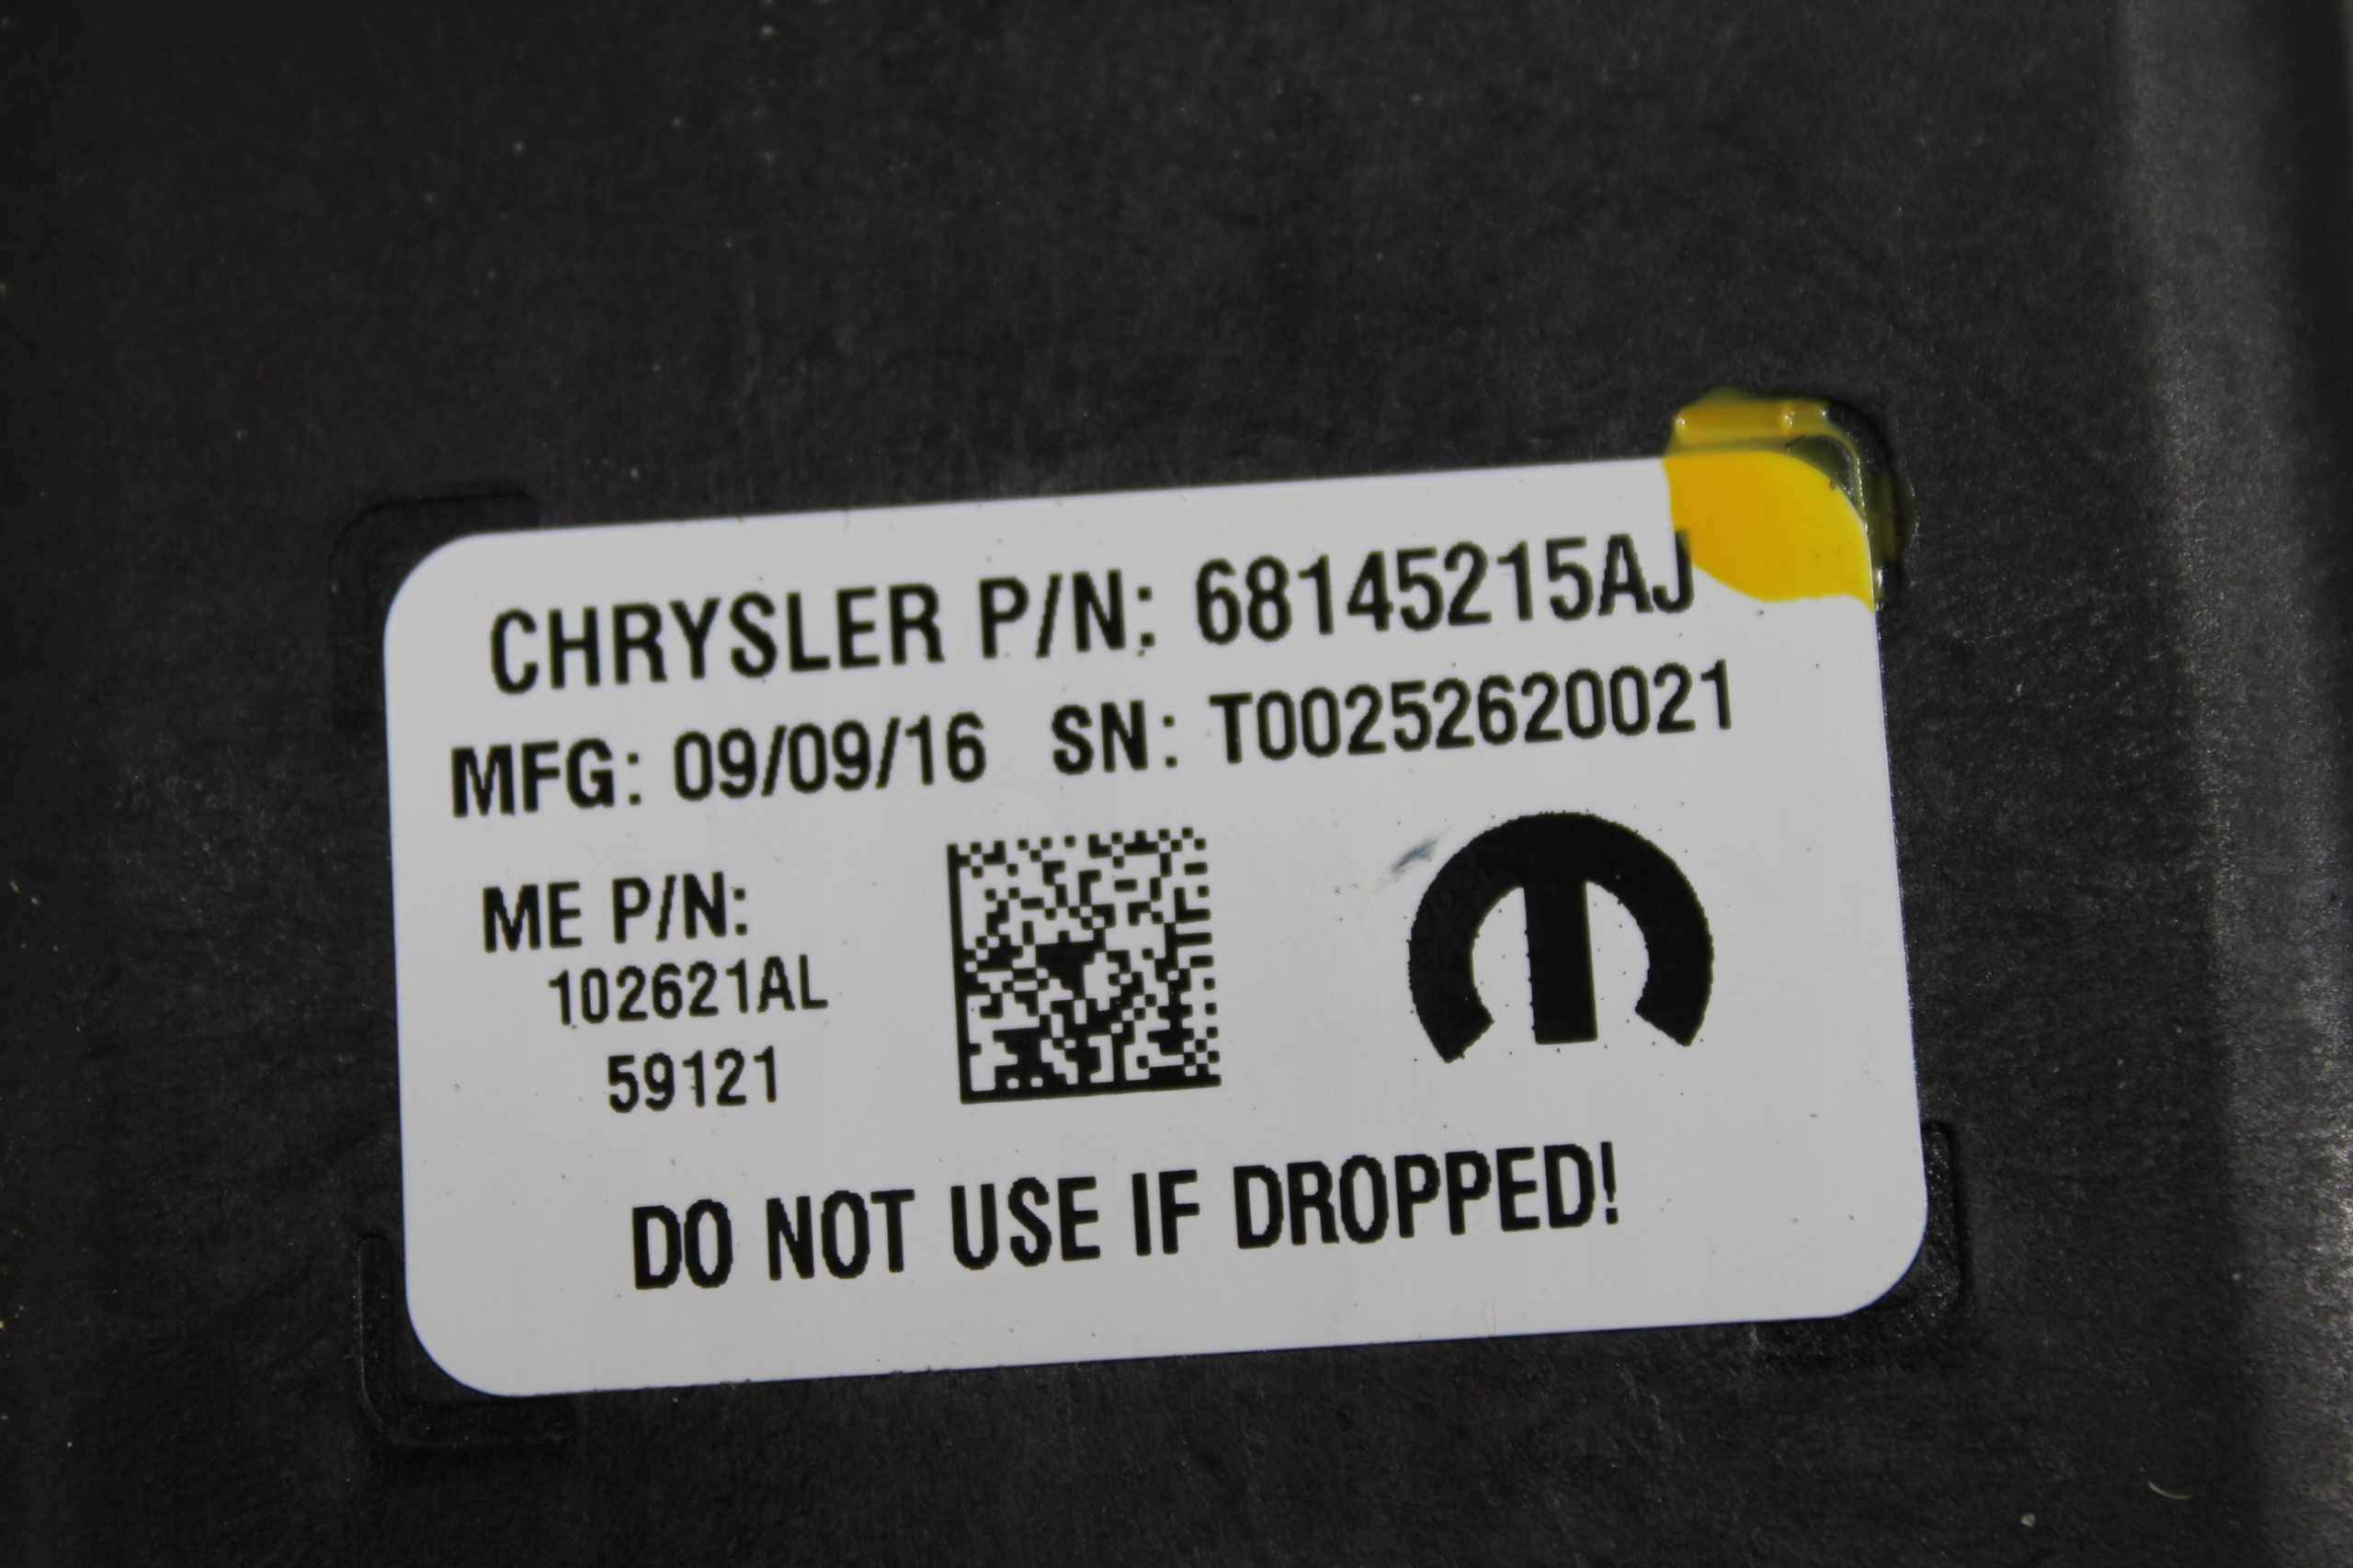 CHRYSLER P/N: 68145215AJ
MFG: 09/09/16 SN: T00252620021
ME P/N:
102621AL
59121
DO NOT USE IF DROPPED!